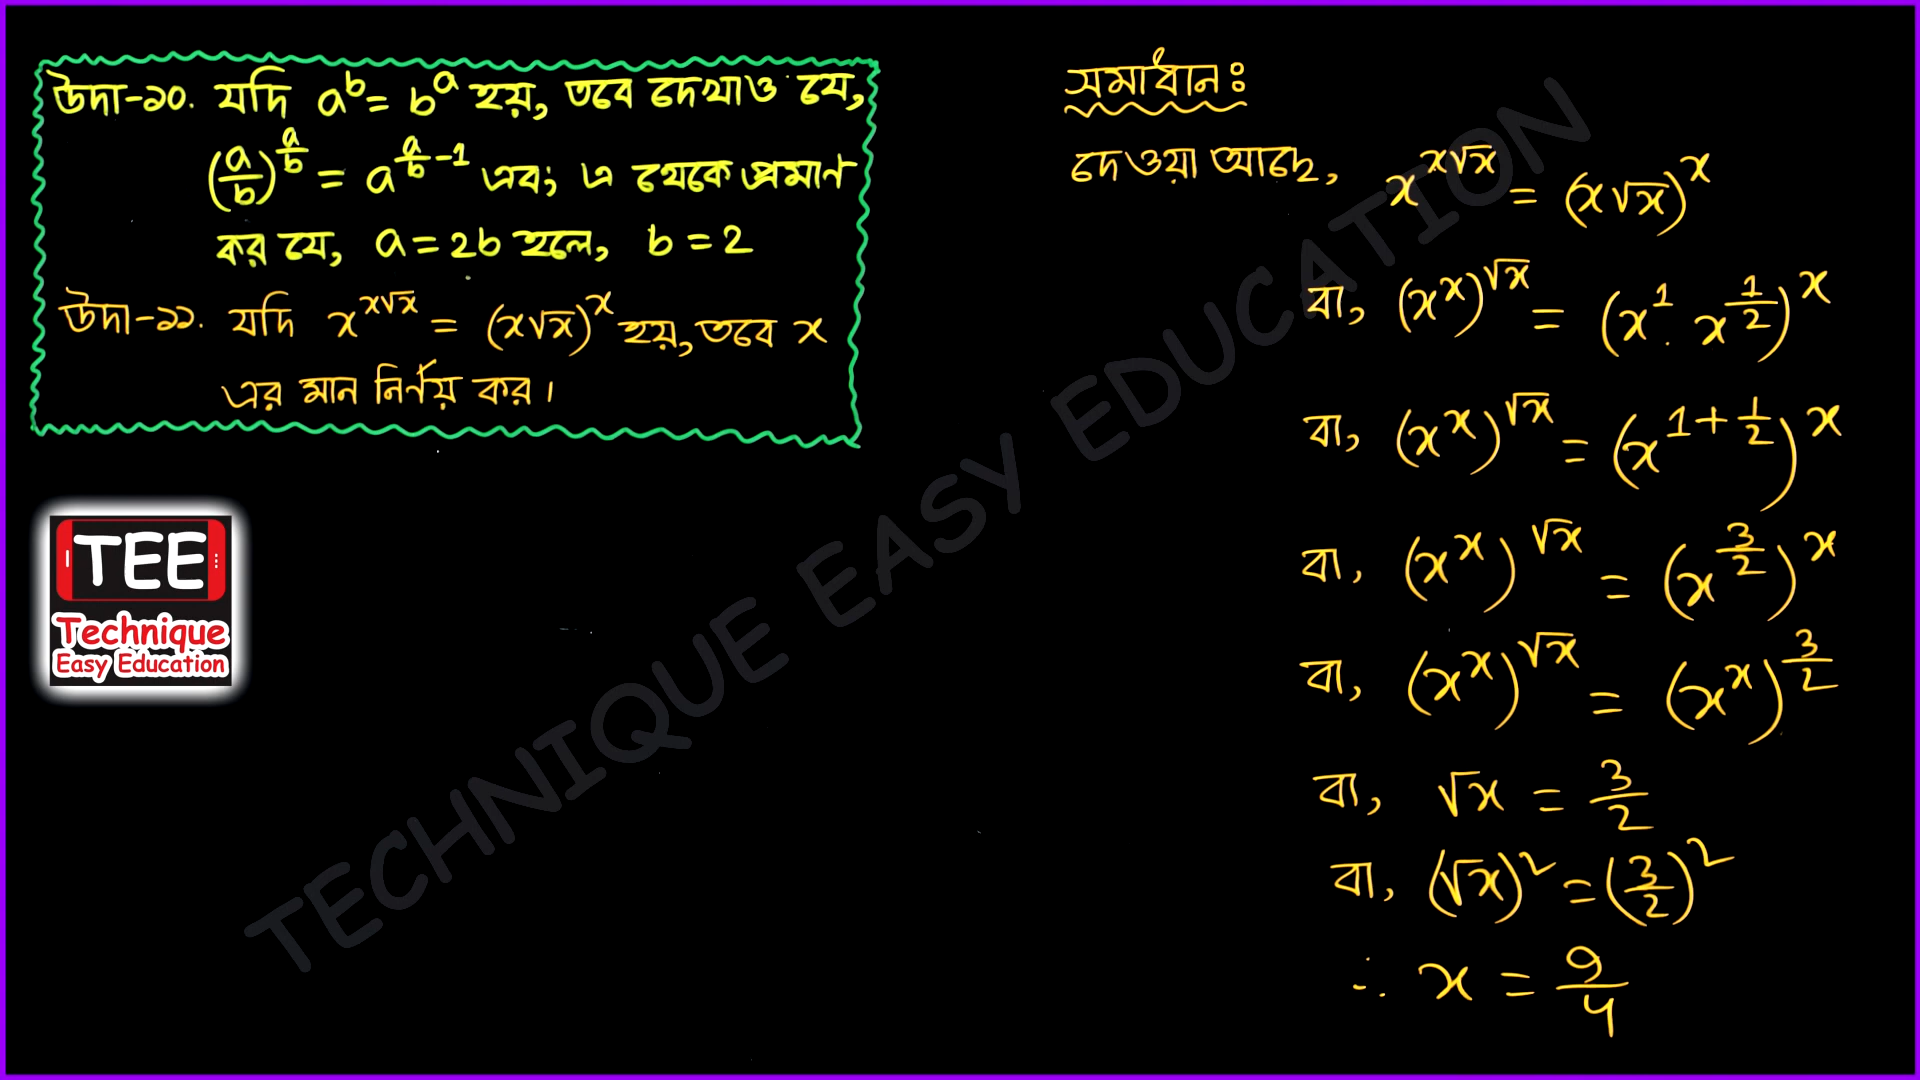 উদা-১০. যদি a^b = b^a হয়, তবে দেখাও যে,
(a/b)^(a/b) = a^(a/b -1) এবং এ থেকে প্রমাণ
কর যে, a = 2b হলে, b = 2
উদা-১১. যদি x^(x√x) = (x√x)^x হয়, তবে x
এর মান নির্ণয় কর।
TEE
Technique
Easy Education
সমাধানঃ
দেওয়া আছে, x^(x√x) = (x√x)^x
বা, (x^x)^√x = (x^1 . x^(1/2))^x
বা, (x^x)^√x = (x^(1+1/2))^x
বা, (x^x)^√x = (x^(3/2))^x
বা, (x^x)^√x = (x^x)^(3/2)
বা, √x = 3/2
বা, (√x)^2 = (3/2)^2
∴ x = 9/4
TECHNIQUE EASY EDUCATION